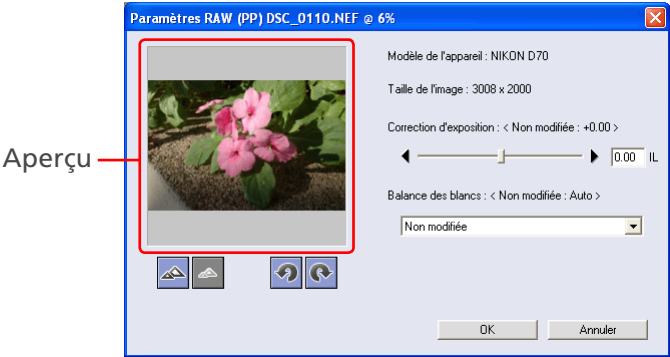 Paramètres RAW (PP) DSC_0110.NEF @ 6%
Modèle de l'appareil : NIKON D70
Taille de l'image : 3008 x 2000
Correction d'exposition : < Non modifiée : +0.00 >
0.00 IL
Balance des blancs : < Non modifiée : Auto >
Non modifiée
Aperçu
OK Annuler